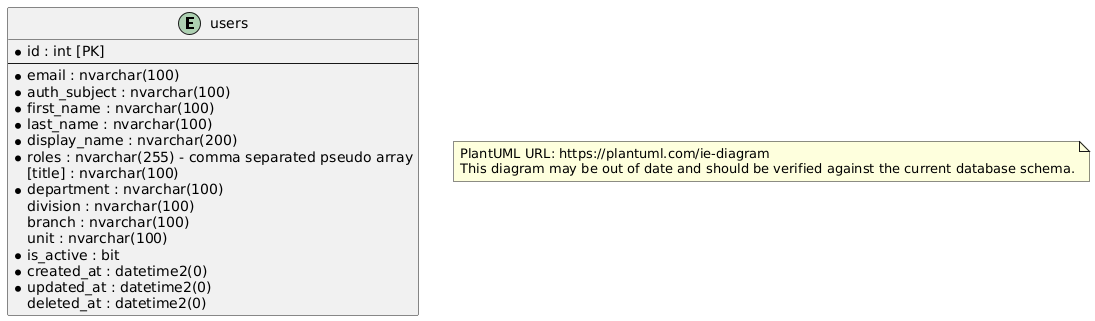 E users
* id : int [PK]
* email : nvarchar(100)
* auth_subject : nvarchar(100)
* first_name : nvarchar(100)
* last_name : nvarchar(100)
* display_name : nvarchar(200)
* roles : nvarchar(255) - comma separated pseudo array
[title] : nvarchar(100)
* department : nvarchar(100)
division : nvarchar(100)
branch : nvarchar(100)
unit : nvarchar(100)
* is_active : bit
* created_at : datetime2(0)
* updated_at : datetime2(0)
deleted_at : datetime2(0)
PlantUML URL: https://plantuml.com/ie-diagram
This diagram may be out of date and should be verified against the current database schema.